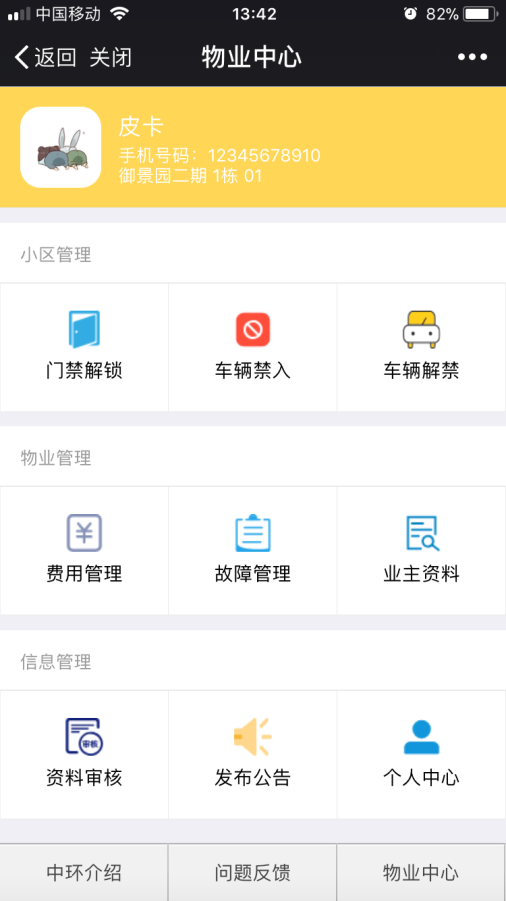 中国移动 13:42 82%
返回 关闭 物业中心
皮卡
手机号码：12345678910
御景园二期 1栋 01
小区管理
门禁解锁 车辆禁入 车辆解禁
物业管理
费用管理 故障管理 业主资料
信息管理
审核
资料审核 发布公告 个人中心
中环介绍 问题反馈 物业中心